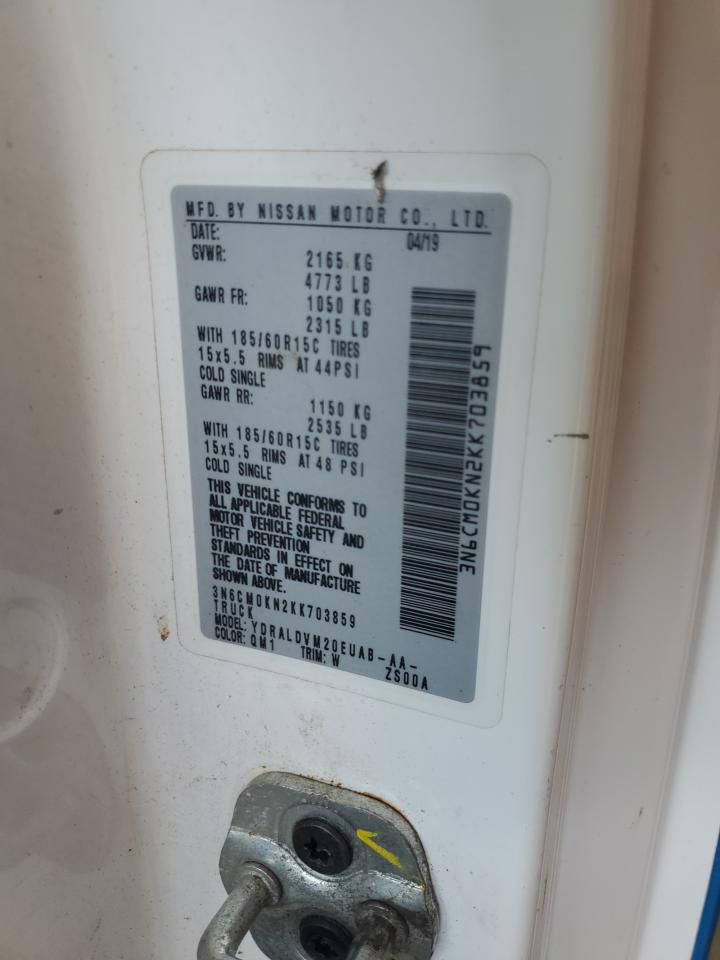 MFD. BY NISSAN MOTOR CO., LTD.
DATE: 04/19
GVWR: 2165 KG
4773 LB
GAWR FR: 1050 KG
2315 LB
WITH 185/60R15C TIRES
15x5.5 RIMS AT 44PSI
COLD SINGLE
GAWR RR: 1150 KG
2535 LB
WITH 185/60R15C TIRES
15x5.5 RIMS AT 48 PSI
COLD SINGLE
THIS VEHICLE CONFORMS TO
ALL APPLICABLE FEDERAL
MOTOR VEHICLE SAFETY AND
THEFT PREVENTION
STANDARDS IN EFFECT ON
THE DATE OF MANUFACTURE
SHOWN ABOVE.
3N6CM0KN2KK703859
TRUCK
MODEL: YDRALDVM20EUAB-AA-
COLOR: QM1 TRIM: W ZS00A
3N6CM0KN2KK703859